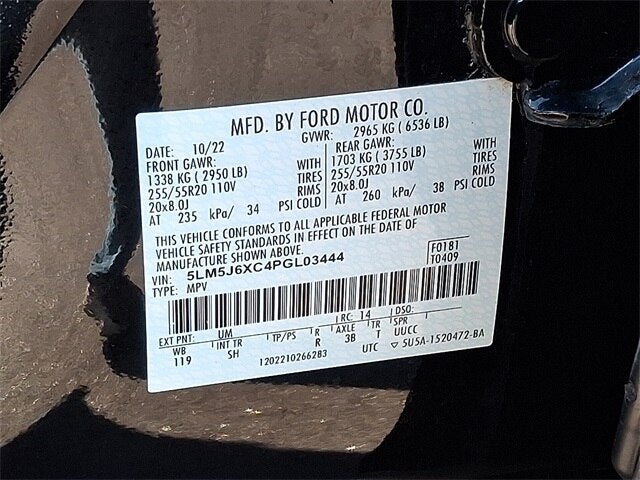 MFD. BY FORD MOTOR CO.
DATE: 10/22 GVWR: 2965 KG ( 6536 LB)
FRONT GAWR: REAR GAWR:
1338 KG ( 2950 LB) WITH 1703 KG ( 3755 LB) WITH
255/55R20 110V TIRES 255/55R20 110V TIRES
20x8.0J RIMS 20x8.0J RIMS
AT 235 kPa/ 34 PSI COLD AT 260 kPa/ 38 PSI COLD
THIS VEHICLE CONFORMS TO ALL APPLICABLE FEDERAL MOTOR
VEHICLE SAFETY STANDARDS IN EFFECT ON THE DATE OF
MANUFACTURE SHOWN ABOVE. F0181
VIN: 5LM5J6XC4PGL03444 T0409
TYPE: MPV
EXT PNT: UM RC: 14 DSO:
WB INT TR TP/PS R AXLE TR SPR
119 SH R 3B T UUCC
1202210266283 UTC ▽ 5U5A-1520472-BA